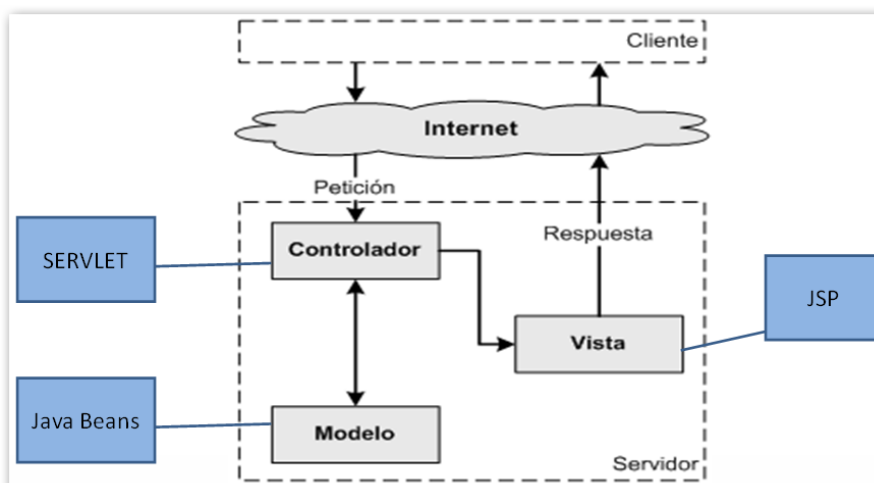 Cliente
Internet
Petición
SERVLET
Controlador
Respuesta
JSP
Vista
Java Beans
Modelo
Servidor